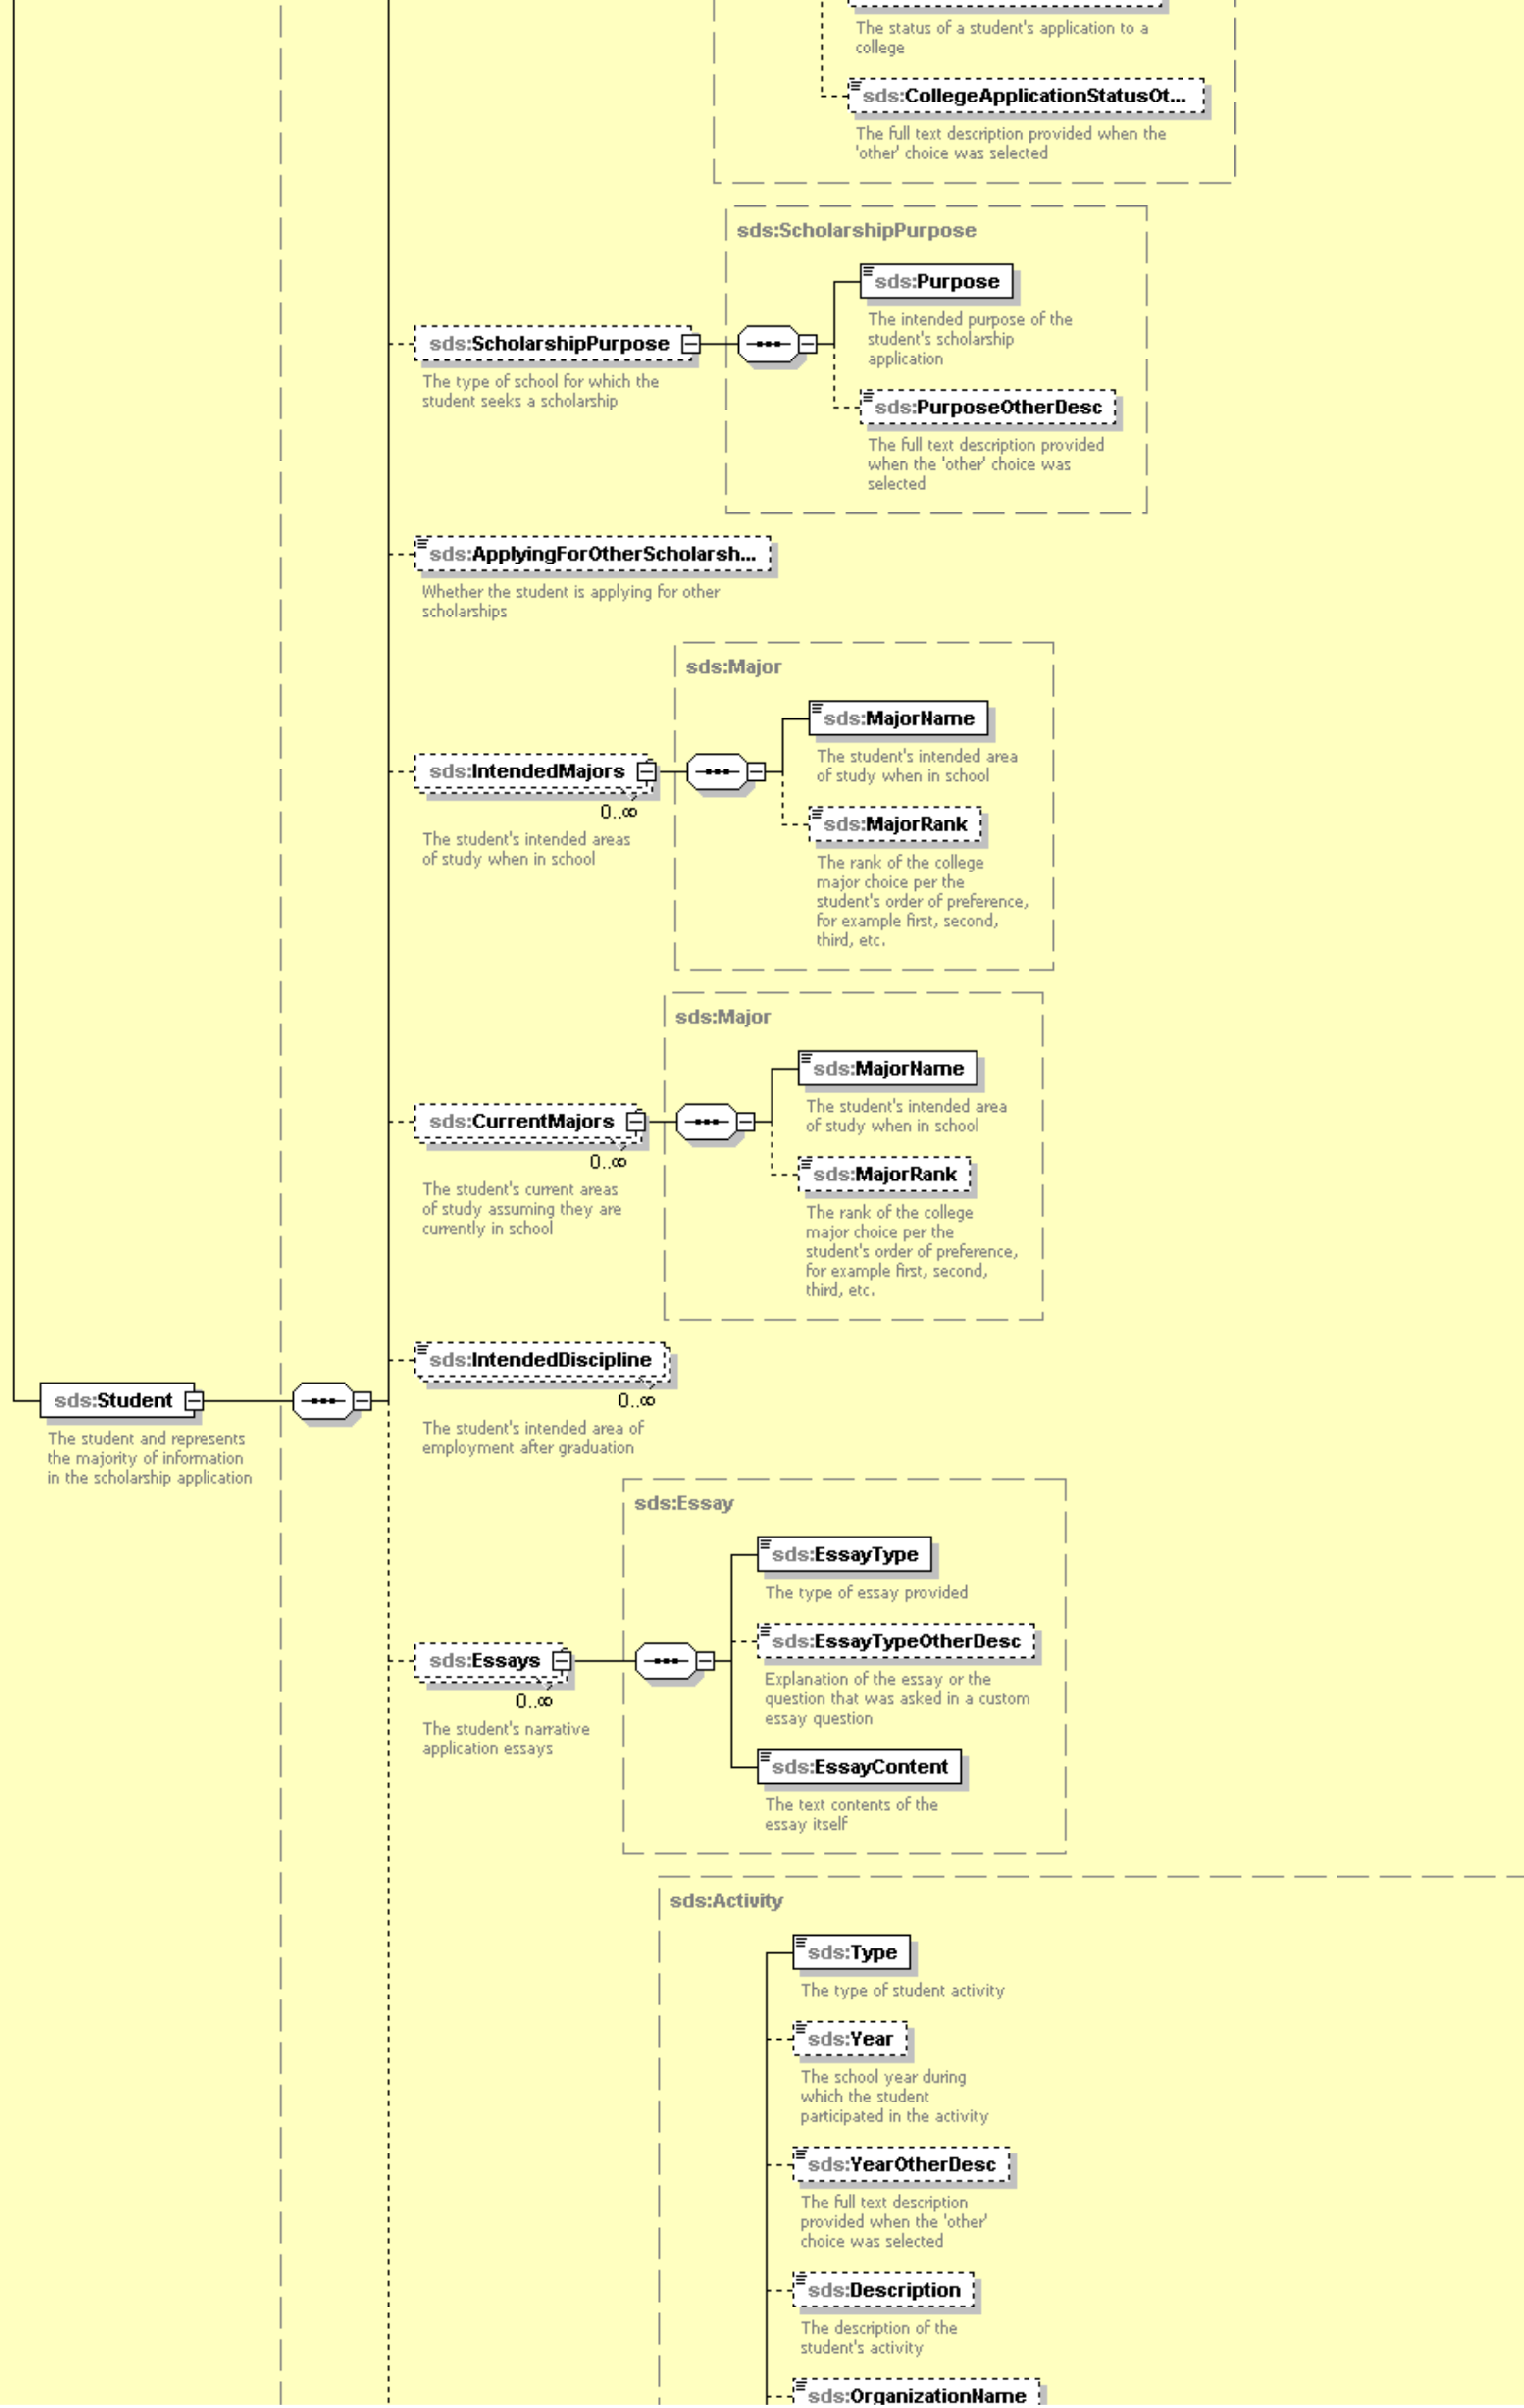 The status of a student's application to a
college
sds:CollegeApplicationStatusOt...
The full text description provided when the
'other' choice was selected
sds:ScholarshipPurpose
sds:Purpose
The intended purpose of the
student's scholarship
application
sds:ScholarshipPurpose
The type of school for which the
student seeks a scholarship
sds:PurposeOtherDesc
The full text description provided
when the 'other' choice was
selected
sds:ApplyingForOtherScholarsh...
Whether the student is applying for other
scholarships
sds:Major
sds:MajorName
The student's intended area
of study when in school
sds:IntendedMajors
0..∞
The student's intended areas
of study when in school
sds:MajorRank
The rank of the college
major choice per the
student's order of preference,
for example first, second,
third, etc.
sds:Major
sds:MajorName
The student's intended area
of study when in school
sds:CurrentMajors
0..∞
The student's current areas
of study assuming they are
currently in school
sds:MajorRank
The rank of the college
major choice per the
student's order of preference,
for example first, second,
third, etc.
sds:IntendedDiscipline
0..∞
The student's intended area of
employment after graduation
sds:Student
The student and represents
the majority of information
in the scholarship application
sds:Essay
sds:EssayType
The type of essay provided
sds:EssayTypeOtherDesc
Explanation of the essay or the
question that was asked in a custom
essay question
sds:Essays
0..∞
The student's narrative
application essays
sds:EssayContent
The text contents of the
essay itself
sds:Activity
sds:Type
The type of student activity
sds:Year
The school year during
which the student
participated in the activity
sds:YearOtherDesc
The full text description
provided when the 'other'
choice was selected
sds:Description
The description of the
student's activity
sds:OrganizationName